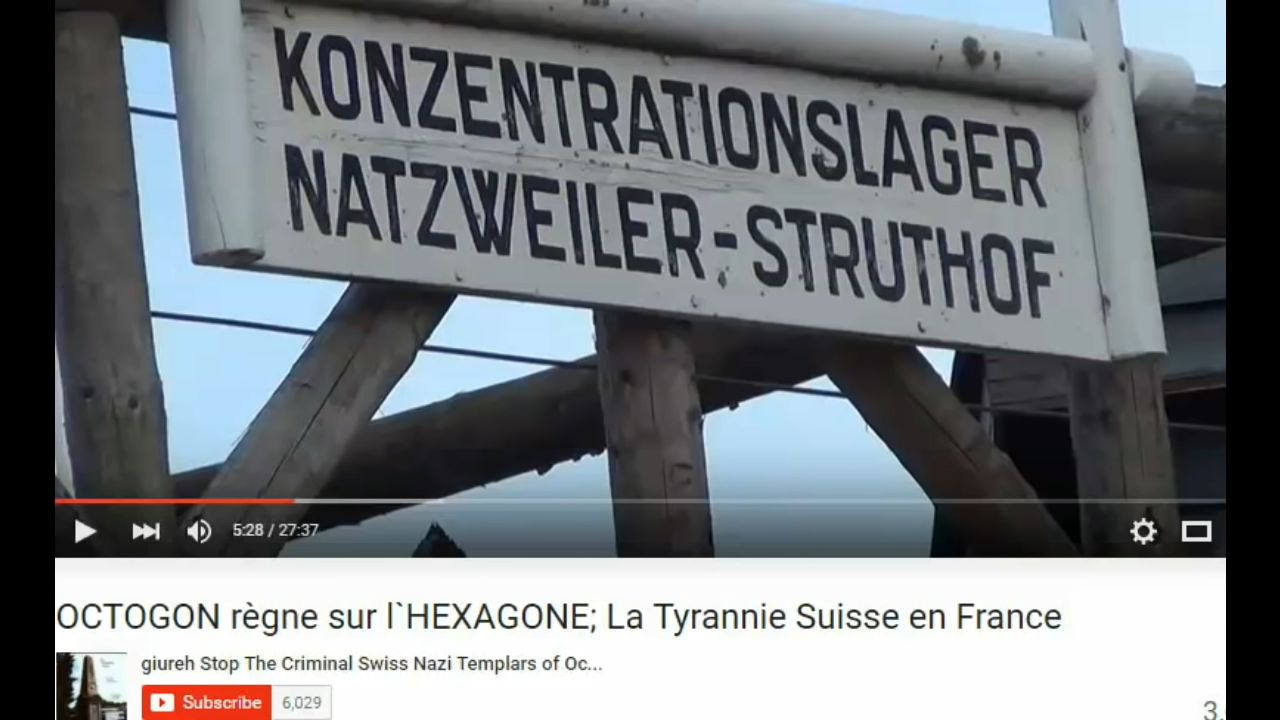 KONZENTRATIONSLAGER
NATZWEILER-STRUTHOF
5:28 / 27:37
OCTOGON règne sur l`HEXAGONE; La Tyrannie Suisse en France
giureh Stop The Criminal Swiss Nazi Templars of Oc...
Subscribe 6,029
3.